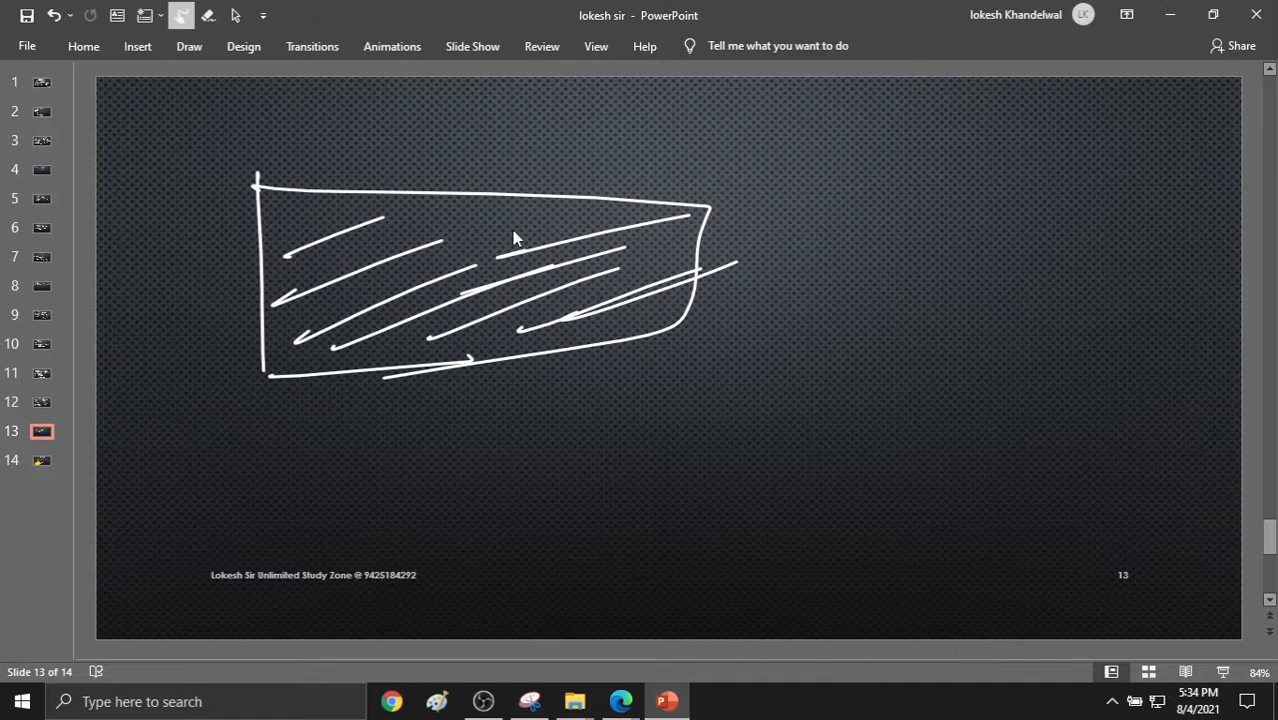 lokesh sir - PowerPoint
lokesh Khandelwal
LK
File Home Insert Draw Design Transitions Animations Slide Show Review View Help Tell me what you want to do
Share
1
2
3
4
5
6
7
8
9
10
11
12
13
14
Lokesh Sir Unlimited Study Zone @ 9425184292
13
Slide 13 of 14
84%
Type here to search
5:34 PM
8/4/2021